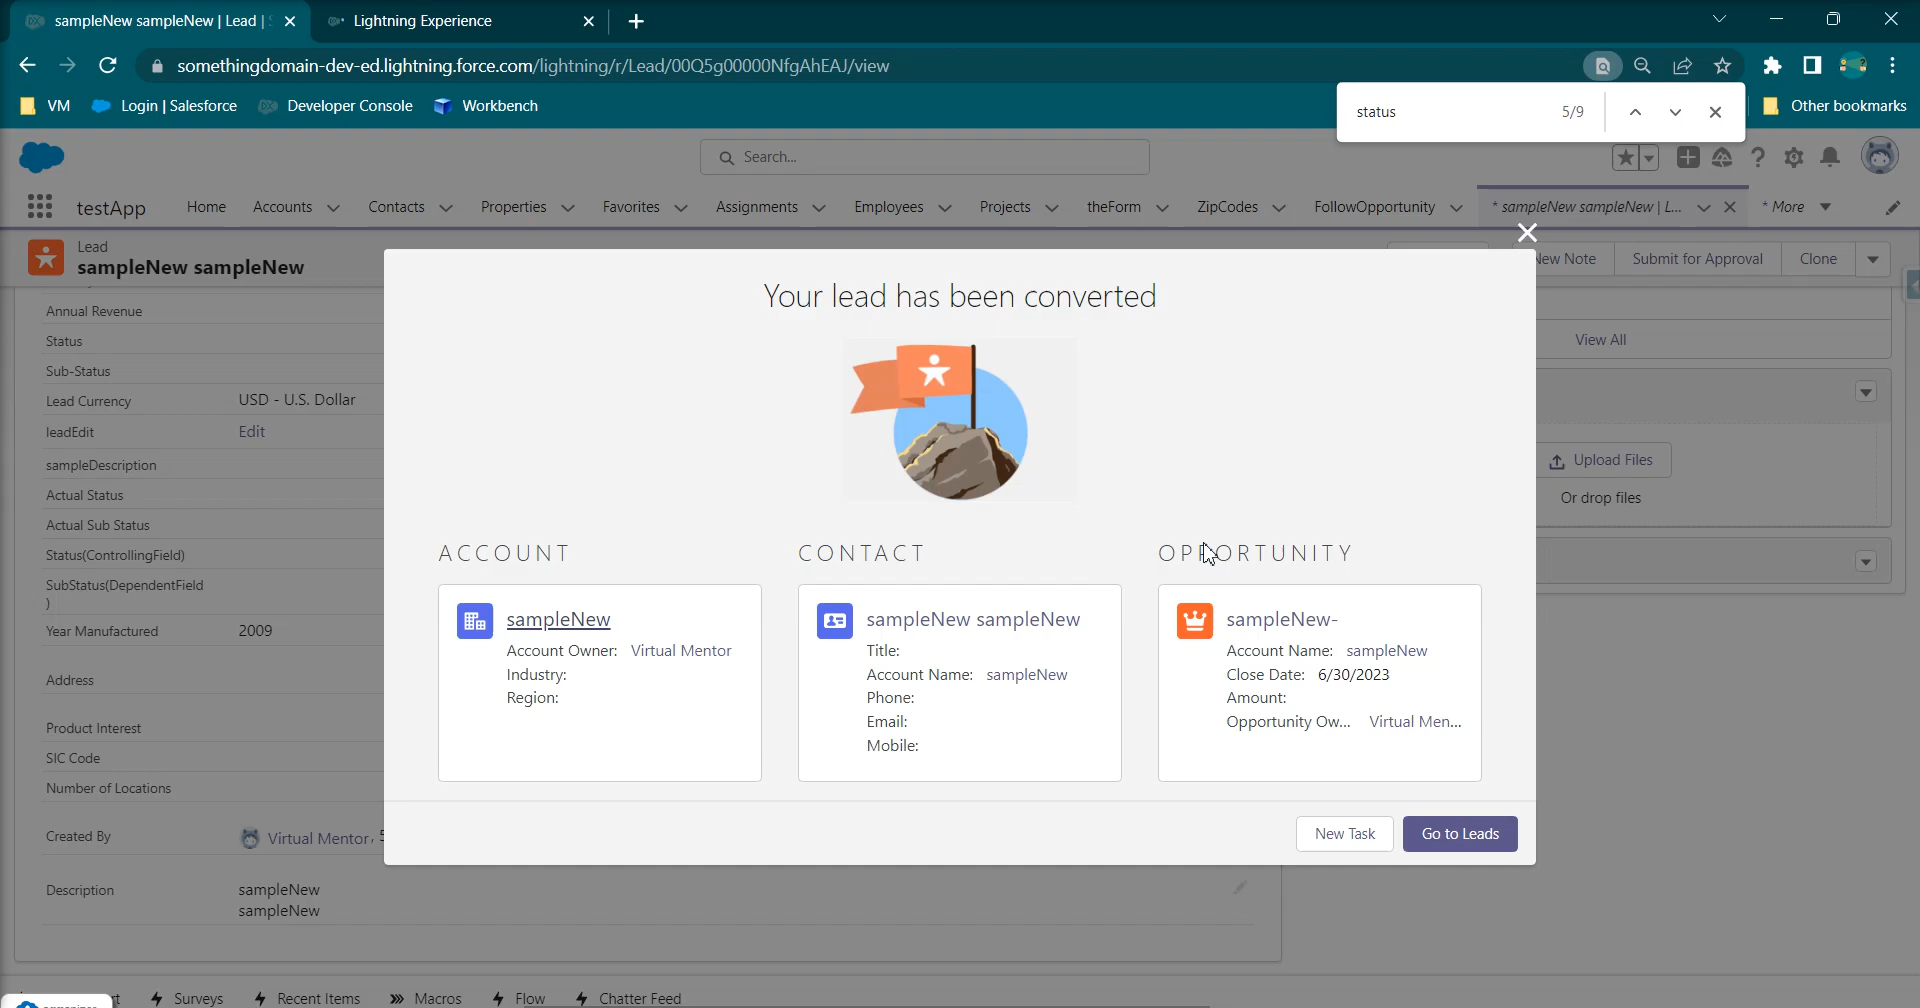 sampleNew sampleNew | Lead |
Lightning Experience
somethingdomain-dev-ed.lightning.force.com/lightning/r/Lead/00Q5g00000NfgAhEAJ/view
VM
Login | Salesforce
Developer Console
Workbench
status
5/9
Other bookmarks
Search...
testApp
Home
Accounts
Contacts
Properties
Favorites
Assignments
Employees
Projects
theForm
ZipCodes
FollowOpportunity
* sampleNew sampleNew | L...
* More
Lead
sampleNew sampleNew
New Note
Submit for Approval
Clone
Annual Revenue
Status
Sub-Status
Lead Currency
USD - U.S. Dollar
leadEdit
Edit
sampleDescription
Actual Status
Actual Sub Status
Status(ControllingField)
SubStatus(DependentField
)
Year Manufactured
2009
Address
Product Interest
SIC Code
Number of Locations
Created By
Virtual Mentor, 5
Description
sampleNew
sampleNew
View All
Upload Files
Or drop files
Your lead has been converted
ACCOUNT
sampleNew
Account Owner: Virtual Mentor
Industry:
Region:
CONTACT
sampleNew sampleNew
Title:
Account Name: sampleNew
Phone:
Email:
Mobile:
OPPORTUNITY
sampleNew-
Account Name: sampleNew
Close Date: 6/30/2023
Amount:
Opportunity Ow... Virtual Men...
New Task
Go to Leads
Surveys
Recent Items
Macros
Flow
Chatter Feed